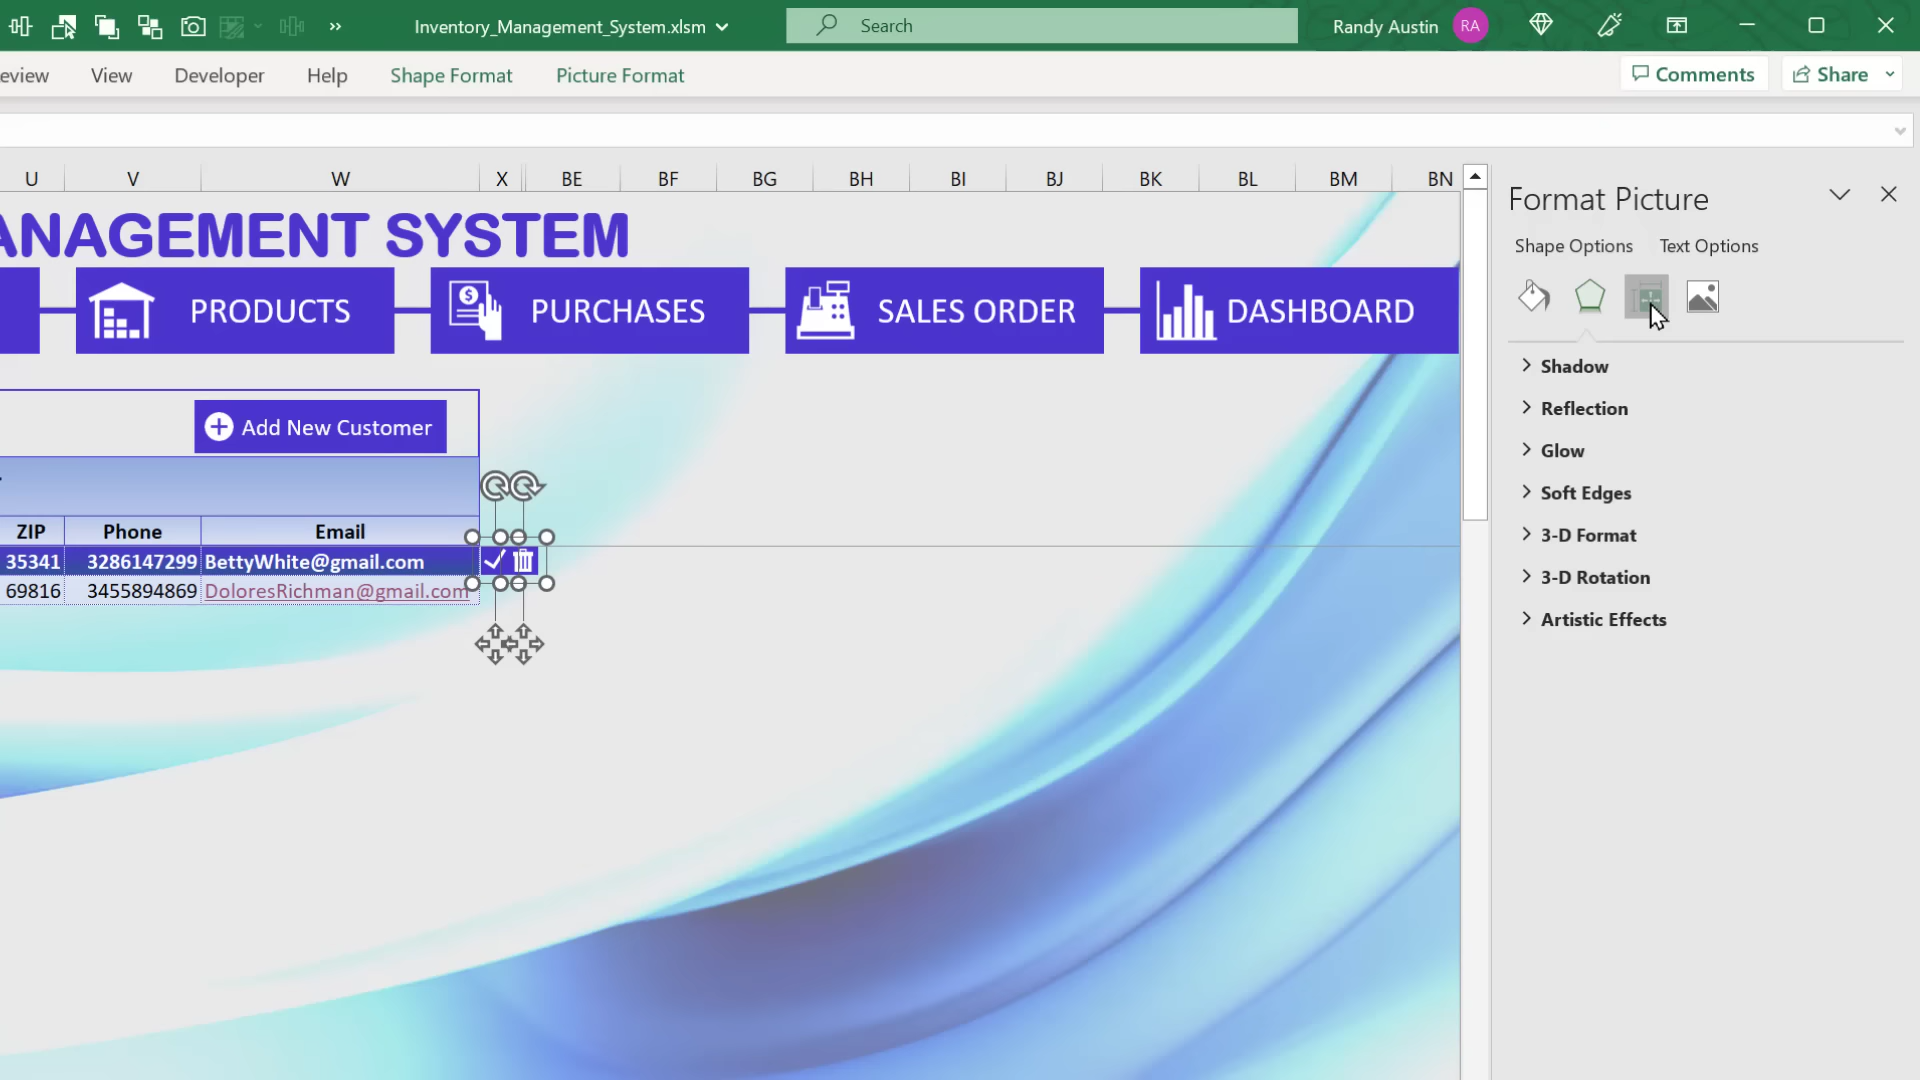 Inventory_Management_System.xlsm
Search
Randy Austin
RA
eview
View
Developer
Help
Shape Format
Picture Format
Comments
Share
U
V
W
X
BE
BF
BG
BH
BI
BJ
BK
BL
BM
BN
ANAGEMENT SYSTEM
PRODUCTS
PURCHASES
SALES ORDER
DASHBOARD
Add New Customer
ZIP
Phone
Email
35341
3286147299
BettyWhite@gmail.com
69816
3455894869
DoloresRichman@gmail.com
Format Picture
Shape Options
Text Options
Shadow
Reflection
Glow
Soft Edges
3-D Format
3-D Rotation
Artistic Effects